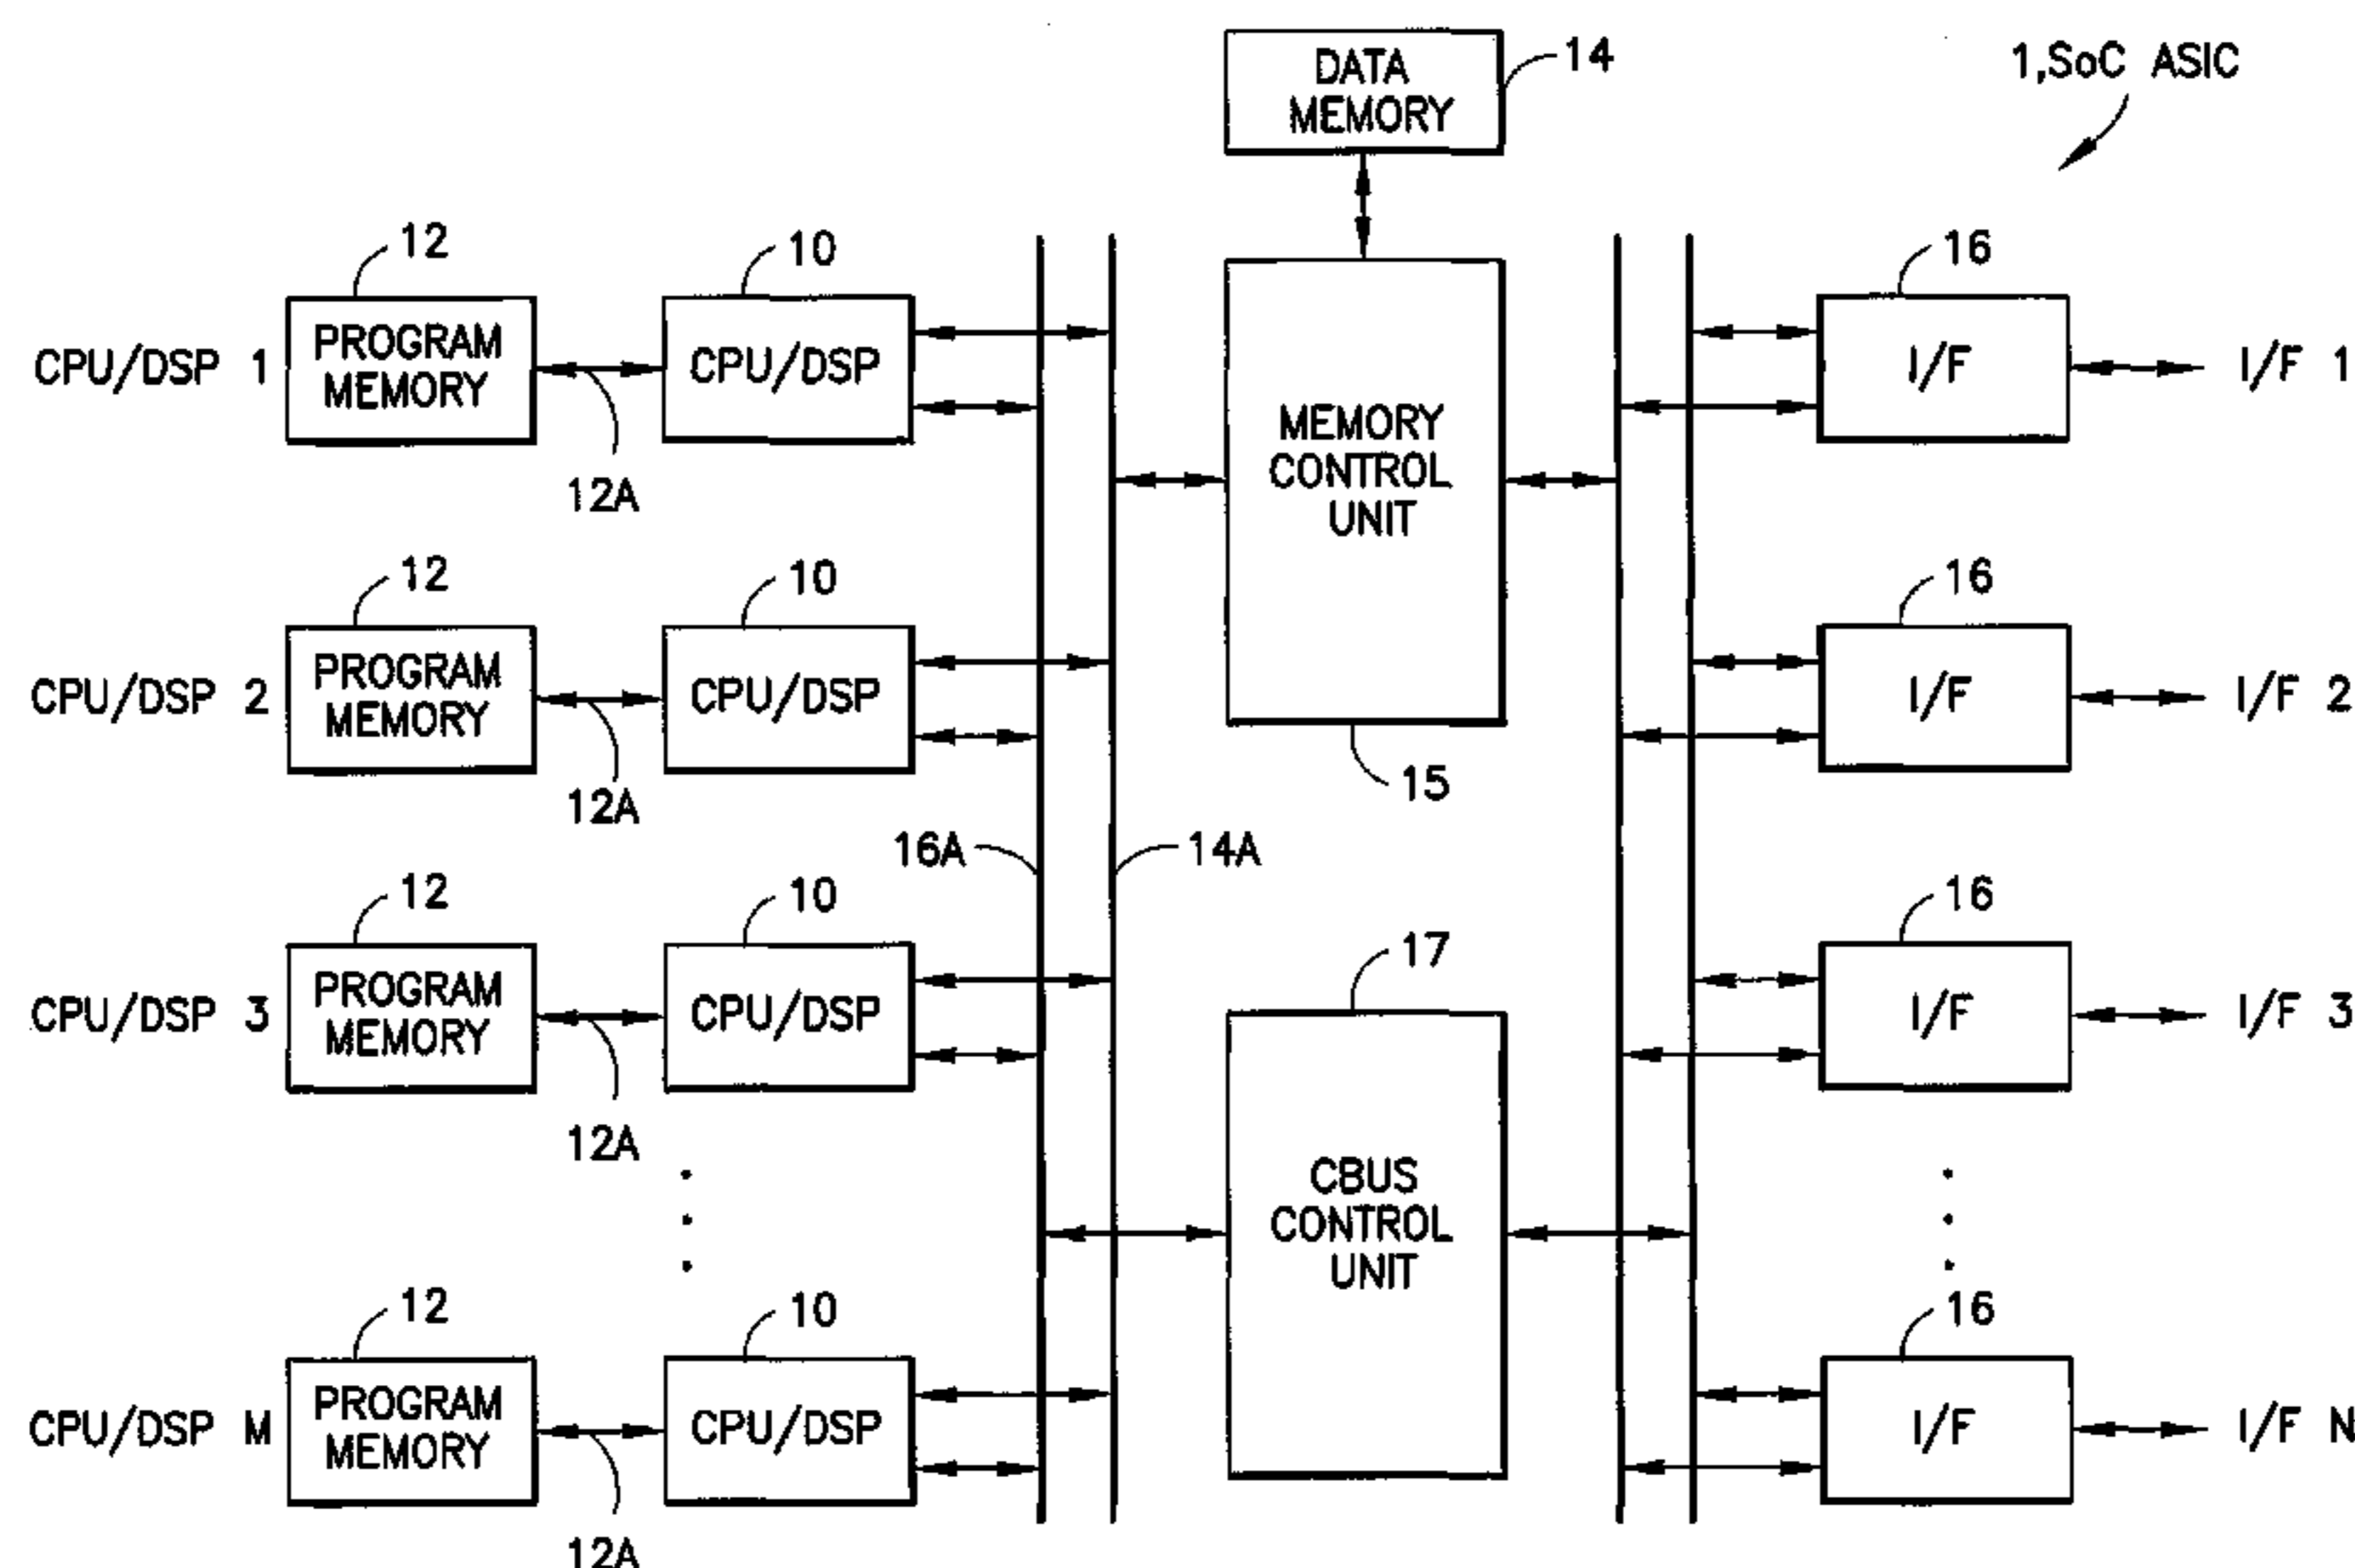 DATA
MEMORY
14
1,SoC ASIC
12
10
16
CPU/DSP 1
PROGRAM
MEMORY
CPU/DSP
MEMORY
CONTROL
UNIT
I/F
I/F 1
12A
12
10
16
CPU/DSP 2
PROGRAM
MEMORY
CPU/DSP
I/F
I/F 2
12A
15
16A
14A
12
10
17
16
CPU/DSP 3
PROGRAM
MEMORY
CPU/DSP
I/F
I/F 3
12A
CBUS
CONTROL
UNIT
12
10
16
CPU/DSP M
PROGRAM
MEMORY
CPU/DSP
I/F
I/F N
12A